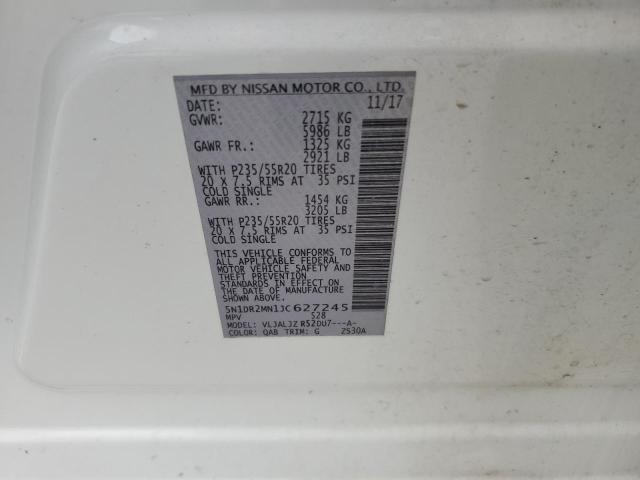 MFD BY NISSAN MOTOR CO., LTD.
DATE: 11/17
GVWR: 2715 KG
5986 LB
GAWR FR.: 1325 KG
2921 LB
WITH P235/55R20 TIRES
20 X 7.5 RIMS AT 35 PSI
COLD SINGLE
GAWR RR.: 1454 KG
3205 LB
WITH P235/55R20 TIRES
20 X 7.5 RIMS AT 35 PSI
COLD SINGLE
THIS VEHICLE CONFORMS TO
ALL APPLICABLE FEDERAL
MOTOR VEHICLE SAFETY AND
THEFT PREVENTION
STANDARDS IN EFFECT ON
THE DATE OF MANUFACTURE
5N1DR2MN1JC627245
MPV S28
MODEL: VLJALJZ R52DU7---A-
COLOR: QAB TRIM: G ZS30A